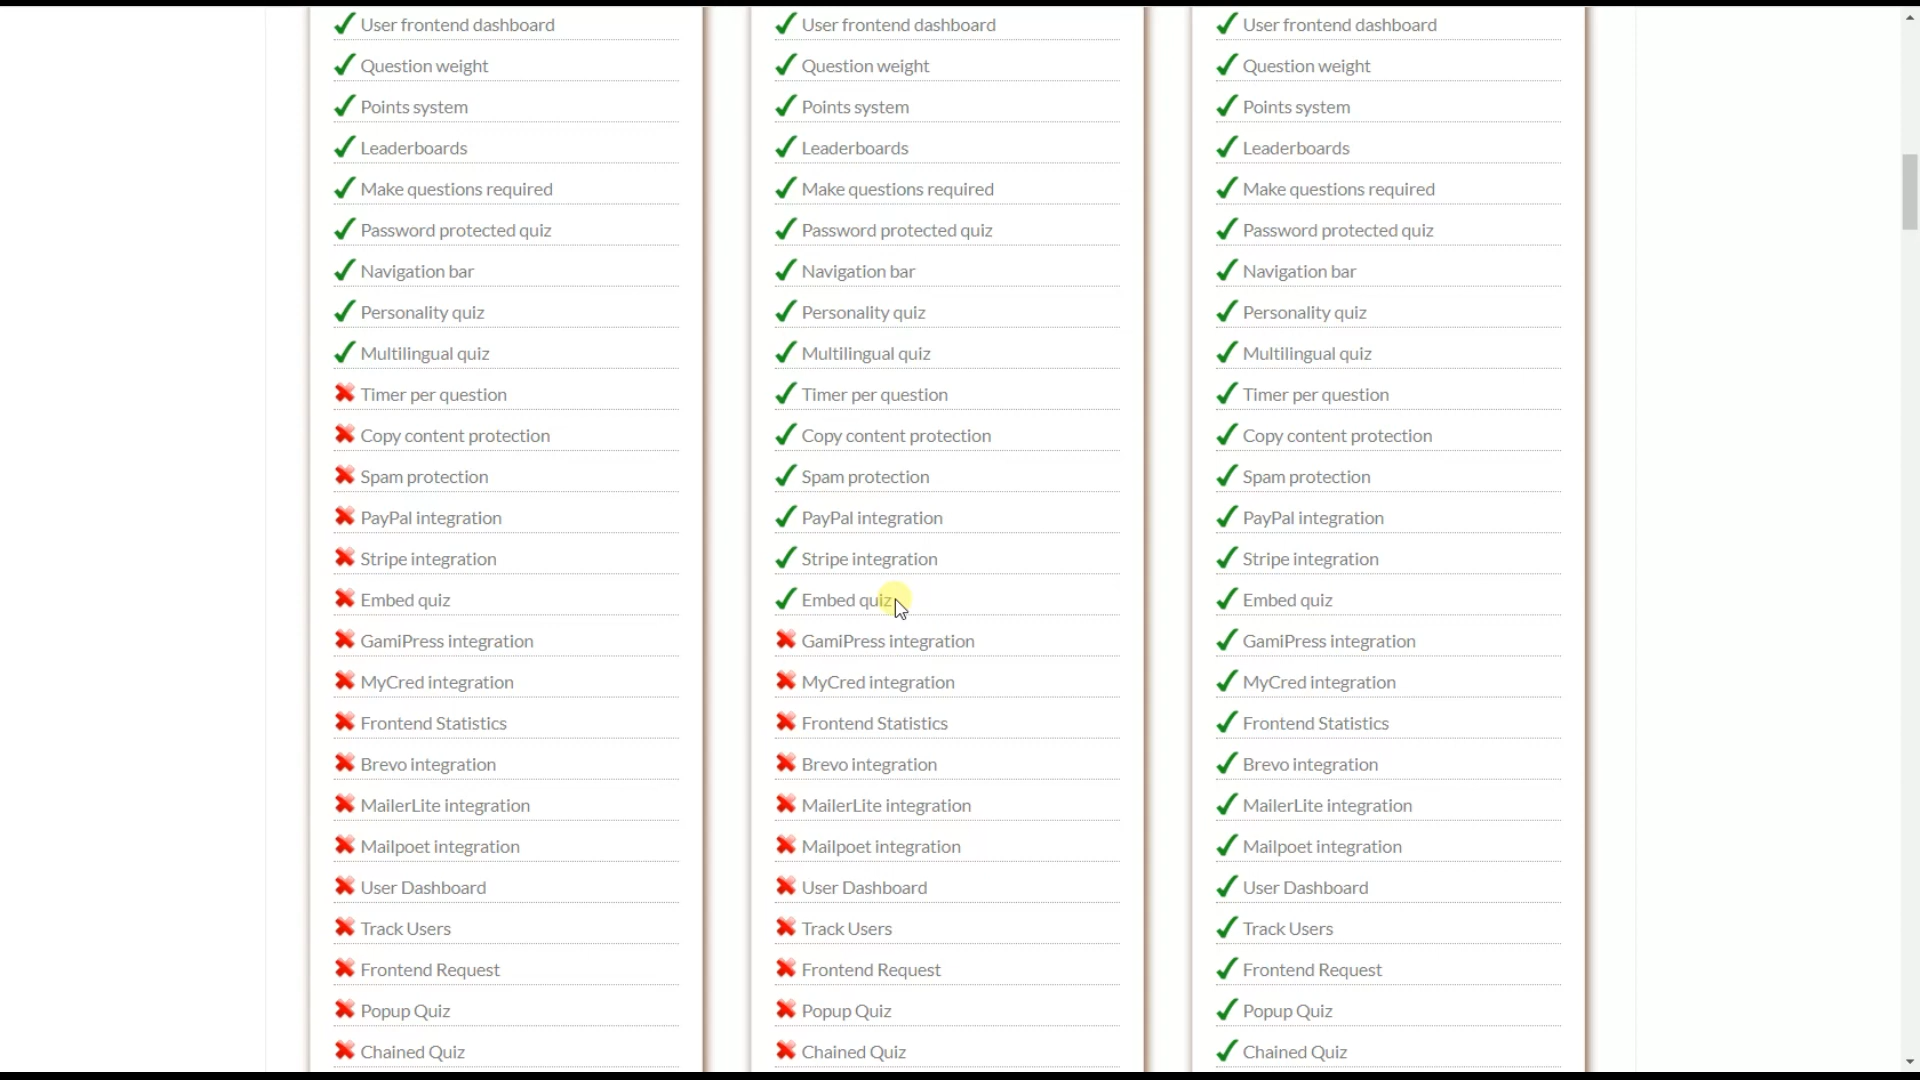 User frontend dashboard
Question weight
Points system
Leaderboards
Make questions required
Password protected quiz
Navigation bar
Personality quiz
Multilingual quiz
Timer per question
Copy content protection
Spam protection
PayPal integration
Stripe integration
Embed quiz
GamiPress integration
MyCred integration
Frontend Statistics
Brevo integration
MailerLite integration
Mailpoet integration
User Dashboard
Track Users
Frontend Request
Popup Quiz
Chained Quiz
User frontend dashboard
Question weight
Points system
Leaderboards
Make questions required
Password protected quiz
Navigation bar
Personality quiz
Multilingual quiz
Timer per question
Copy content protection
Spam protection
PayPal integration
Stripe integration
Embed quiz
GamiPress integration
MyCred integration
Frontend Statistics
Brevo integration
MailerLite integration
Mailpoet integration
User Dashboard
Track Users
Frontend Request
Popup Quiz
Chained Quiz
User frontend dashboard
Question weight
Points system
Leaderboards
Make questions required
Password protected quiz
Navigation bar
Personality quiz
Multilingual quiz
Timer per question
Copy content protection
Spam protection
PayPal integration
Stripe integration
Embed quiz
GamiPress integration
MyCred integration
Frontend Statistics
Brevo integration
MailerLite integration
Mailpoet integration
User Dashboard
Track Users
Frontend Request
Popup Quiz
Chained Quiz